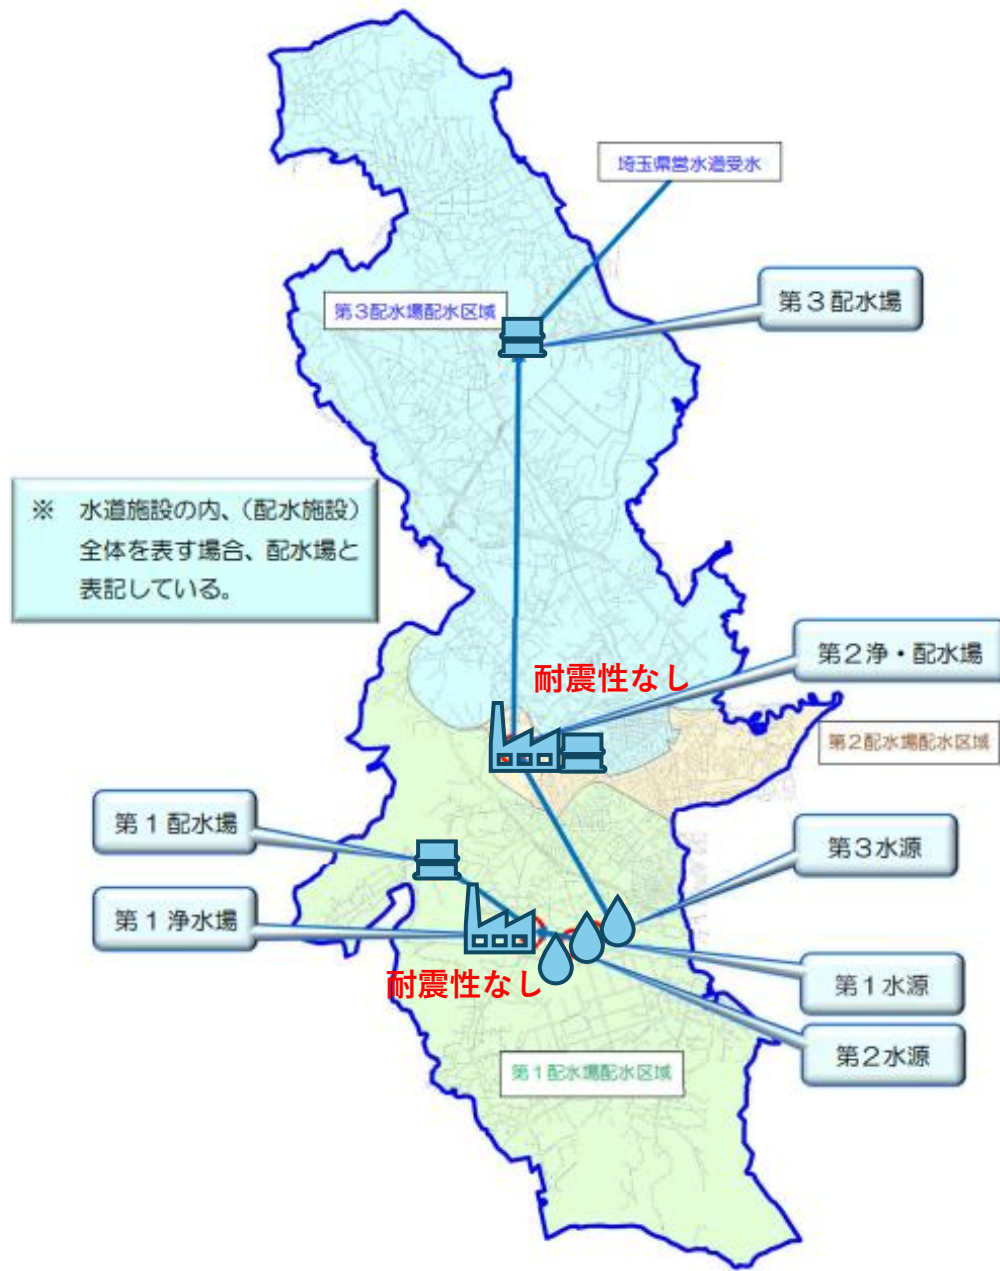 埼玉県営水道受水
第3配水場
第3配水場配水区域
※ 水道施設の内、（配水施設）
全体を表す場合、配水場と
表記している。
第2浄・配水場
耐震性なし
第2配水場配水区域
第1配水場
第3水源
第1浄水場
耐震性なし
第1水源
第2水源
第1配水場配水区域